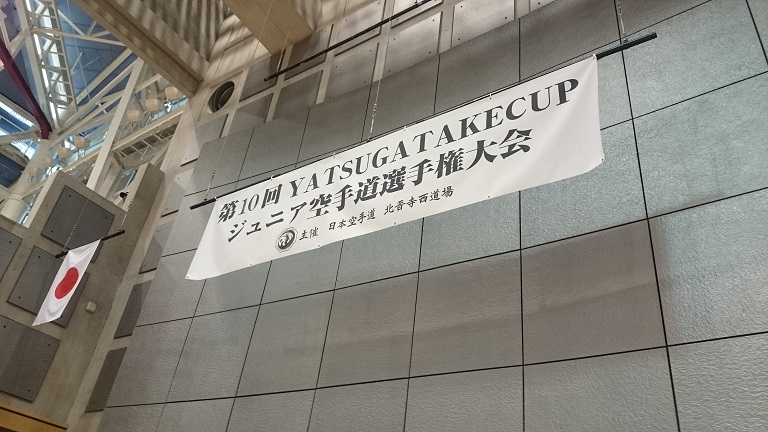 第10回 YATSUGATAKECUP
ジュニア空手道選手権大会
主催 日本空手道 北晋寺西道場